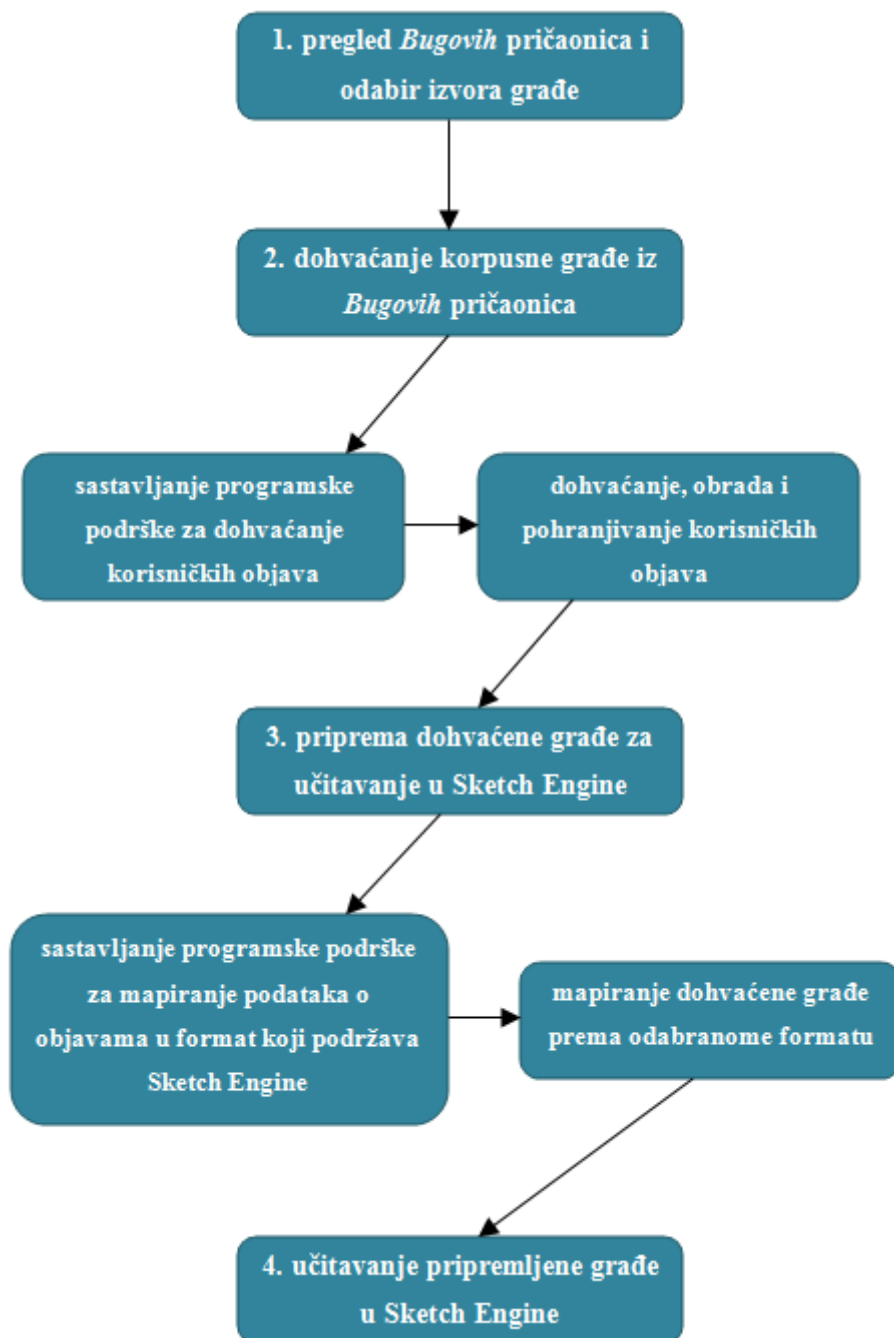 1. pregled Bugovih pričaonica i
odabir izvora građe
2. dohvaćanje korpusne građe iz
Bugovih pričaonica
sastavljanje programske
podrške za dohvaćanje
korisničkih objava
dohvaćanje, obrada i
pohranjivanje korisničkih
objava
3. priprema dohvaćene građe za
učitavanje u Sketch Engine
sastavljanje programske podrške
za mapiranje podataka o
objavama u format koji podržava
Sketch Engine
mapiranje dohvaćene građe
prema odabranome formatu
4. učitavanje pripremljene građe
u Sketch Engine